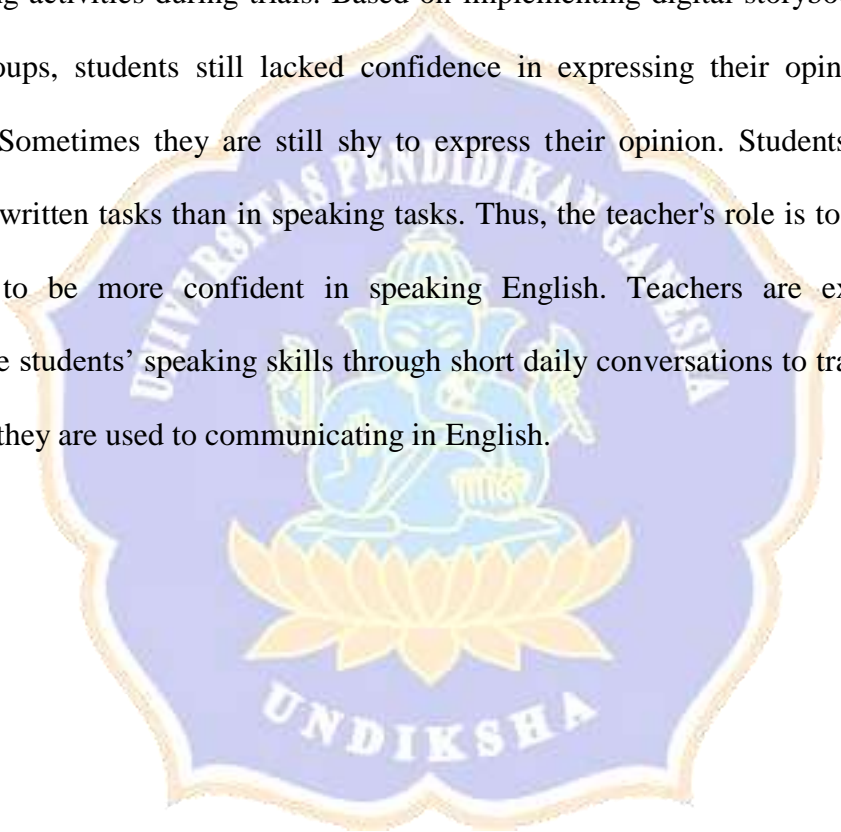 ng activities during trials. Based on implementing digital storybo
oups, students still lacked confidence in expressing their opin
Sometimes they are still shy to express their opinion. Students
written tasks than in speaking tasks. Thus, the teacher's role is to
to be more confident in speaking English. Teachers are ex
e students’ speaking skills through short daily conversations to tra
they are used to communicating in English.
UNIVERSITAS PENDIDIKAN GANESHA
UNDIKSHA